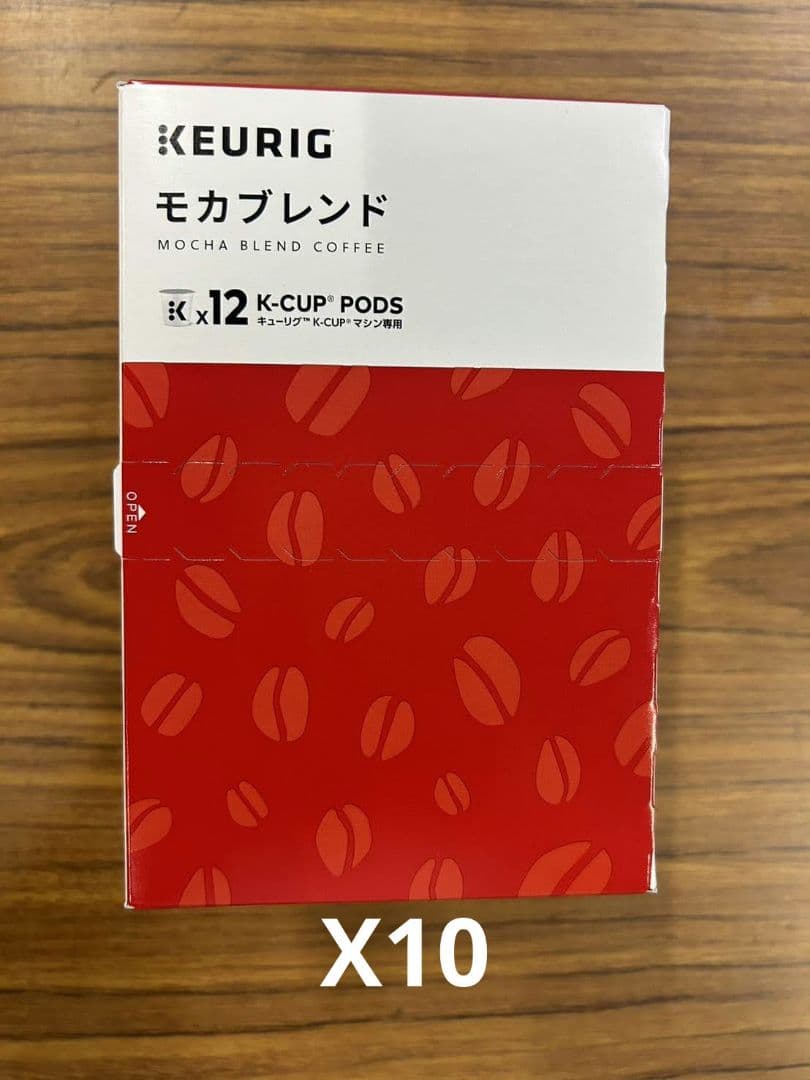 KEURIG
モカブレンド
MOCHA BLEND COFFEE
x12 K-CUP® PODS
キューリグ™ K-CUP® マシン専用
OPEN
X10